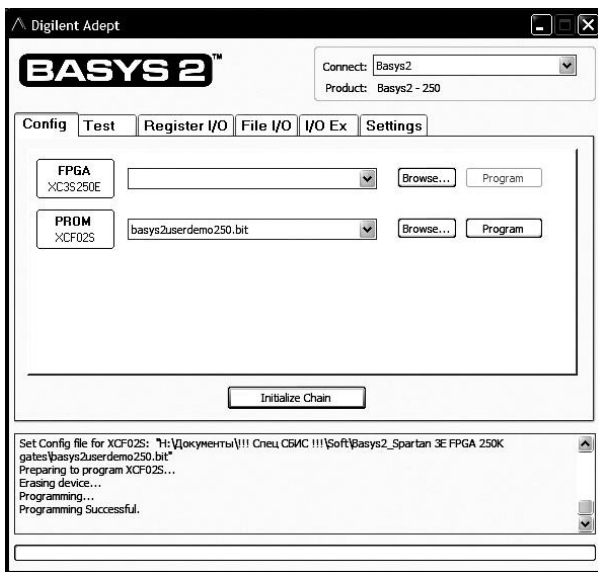 Digilent Adept
BASYS 2™
Connect: Basys2
Product: Basys2 - 250
Config Test Register I/O File I/O I/O Ex Settings
FPGA
XC3S250E
Browse... Program
PROM
XCF02S
basys2userdemo250.bit
Browse... Program
Initialize Chain
Set Config file for XCF02S: "H:\Документы\!!! Спец СБИС !!!\Soft\Basys2_Spartan 3E FPGA 250K
gates\basys2userdemo250.bit"
Preparing to program XCF02S...
Erasing device...
Programming...
Programming Successful.